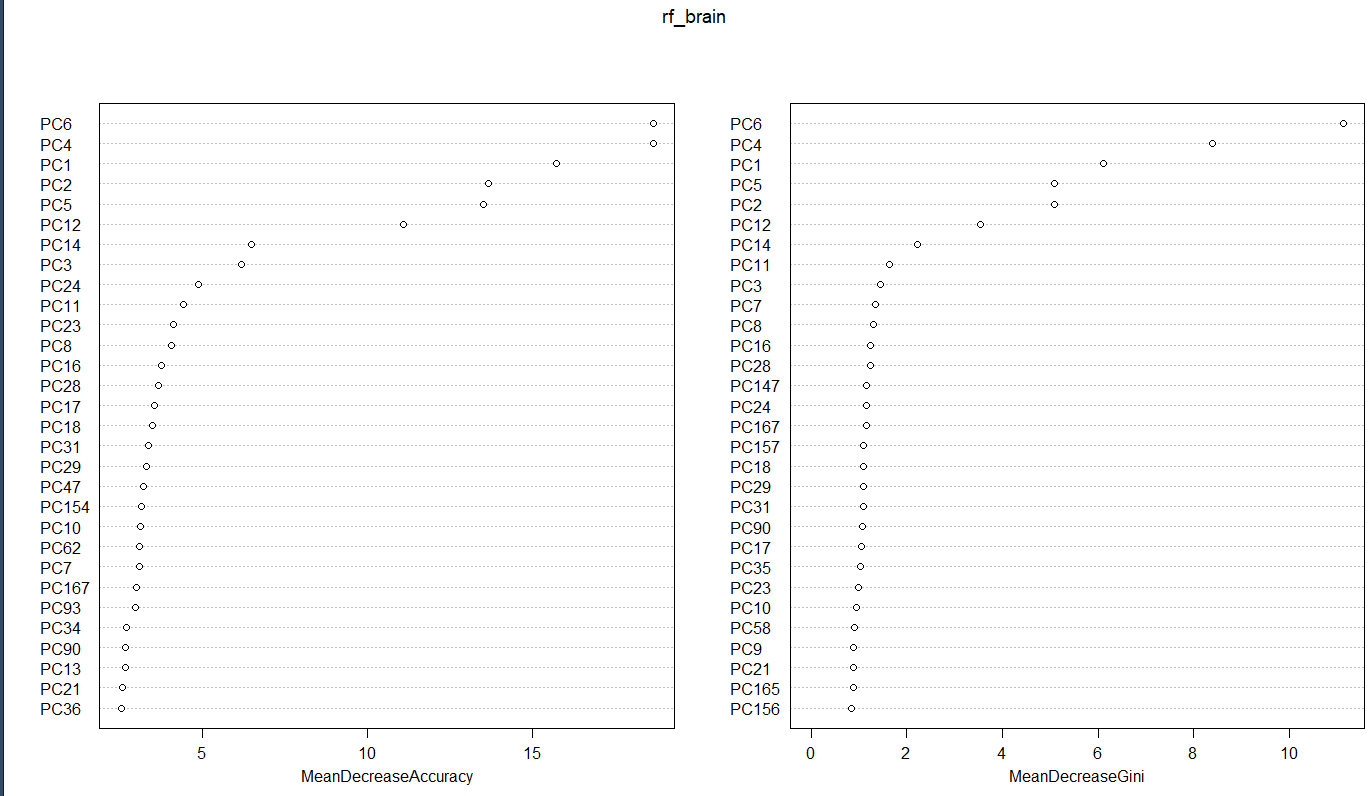 rf_brain
PC6
PC4
PC1
PC2
PC5
PC12
PC14
PC3
PC24
PC11
PC23
PC8
PC16
PC28
PC17
PC18
PC31
PC29
PC47
PC154
PC10
PC62
PC7
PC167
PC93
PC34
PC90
PC13
PC21
PC36
5 10 15
MeanDecreaseAccuracy
PC6
PC4
PC1
PC5
PC2
PC12
PC14
PC11
PC3
PC7
PC8
PC16
PC28
PC147
PC24
PC167
PC157
PC18
PC29
PC31
PC90
PC17
PC35
PC23
PC10
PC58
PC9
PC21
PC165
PC156
0 2 4 6 8 10
MeanDecreaseGini